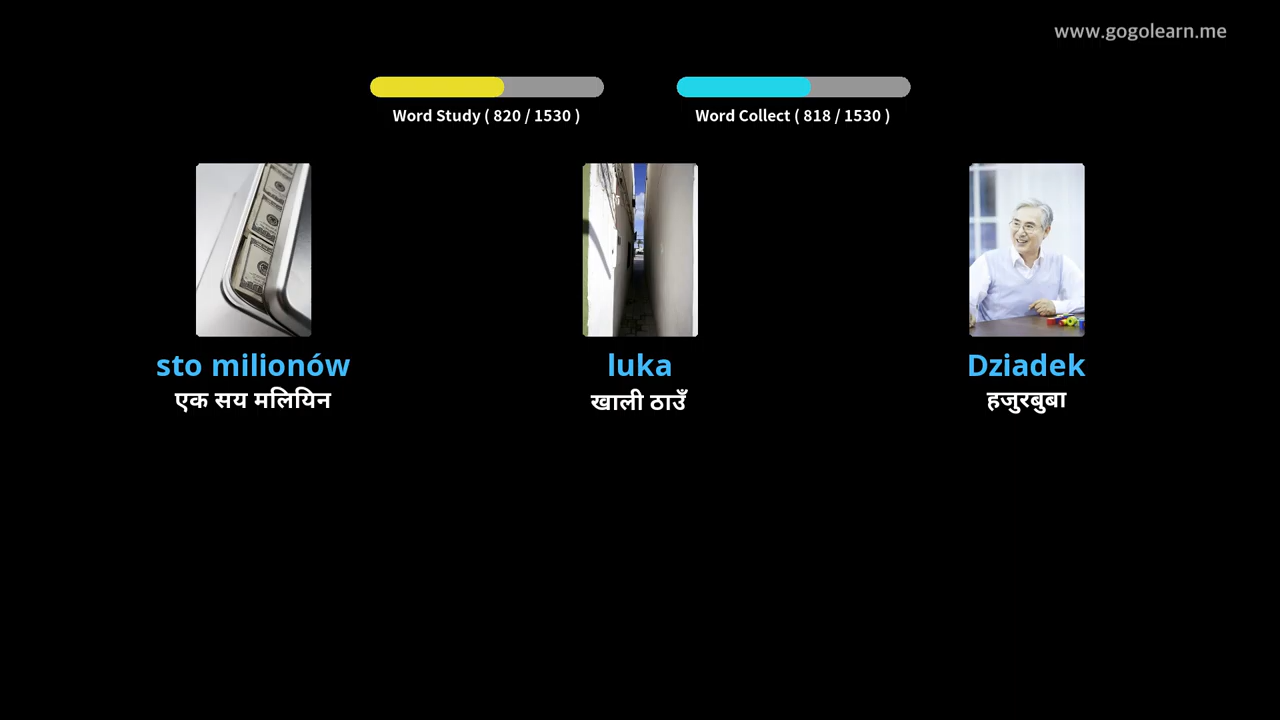 www.gogolearn.me
Word Study ( 820 / 1530 )
Word Collect ( 818 / 1530 )
sto milionów
एक सय मलियिन
luka
खाली ठाउँ
Dziadek
हजुरबुबा